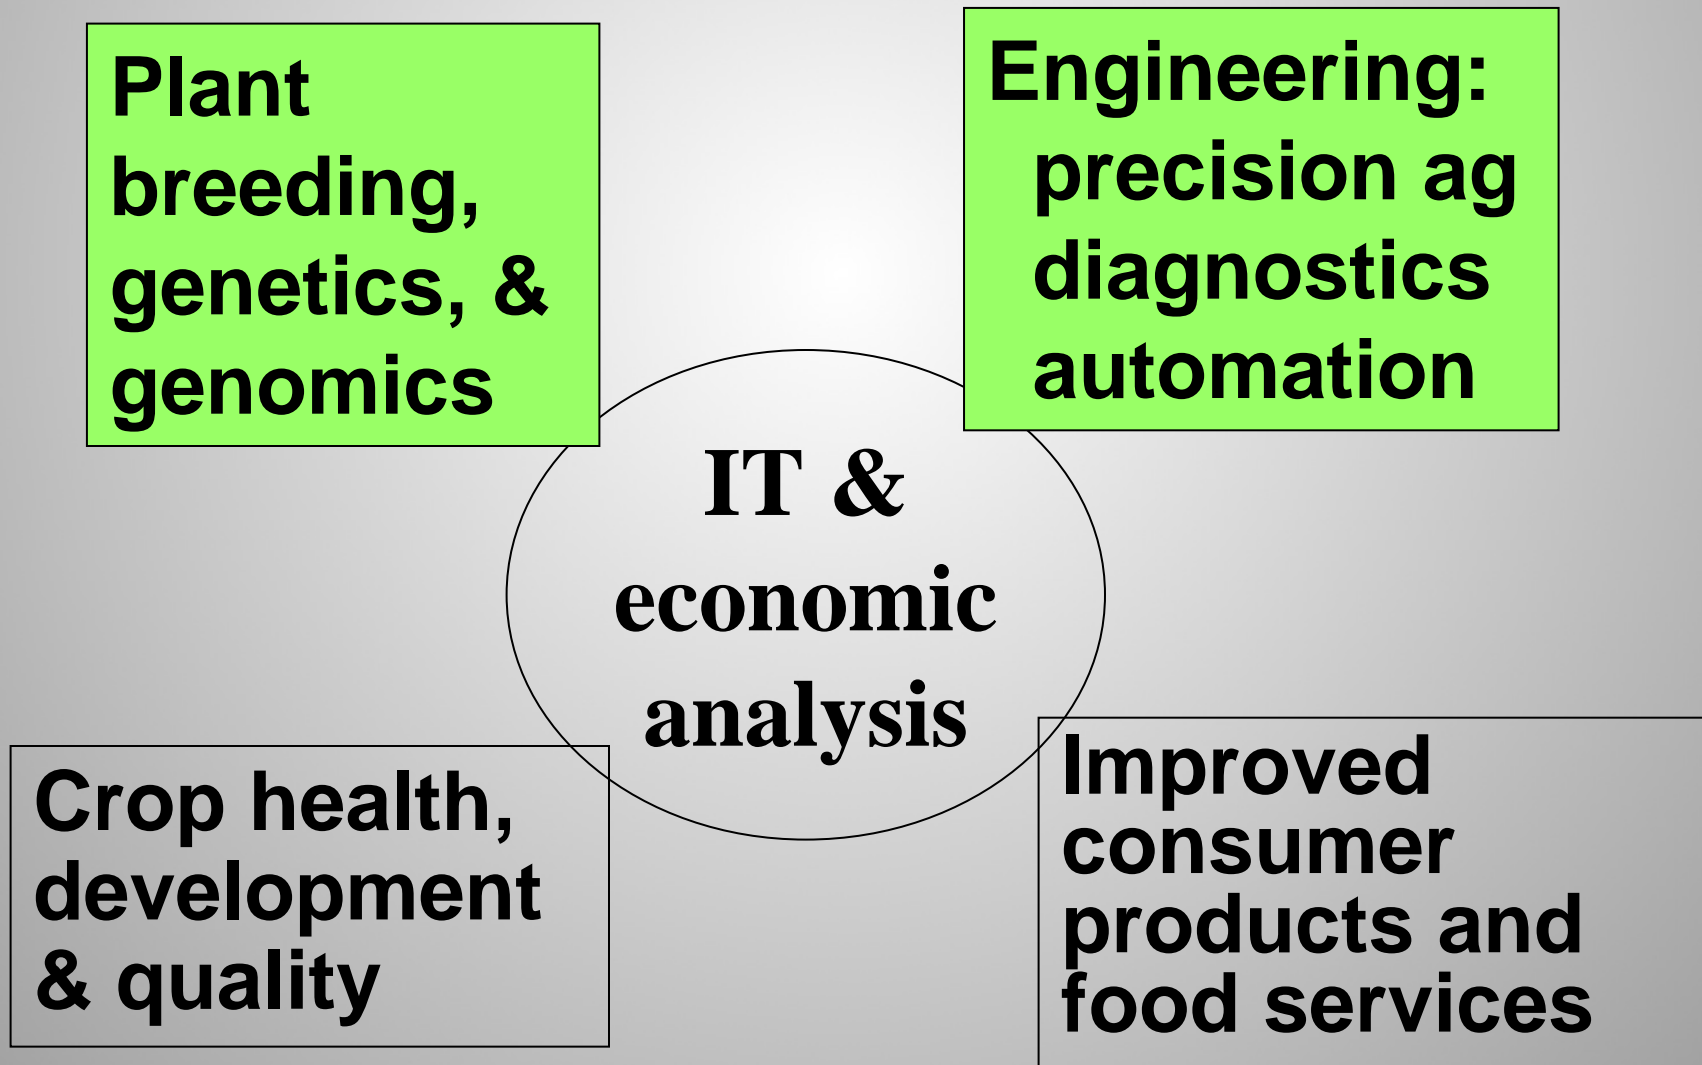 Plant
breeding,
genetics, &
genomics
Engineering:
precision ag
diagnostics
automation
IT &
economic
analysis
Crop health,
development
& quality
Improved
consumer
products and
food services